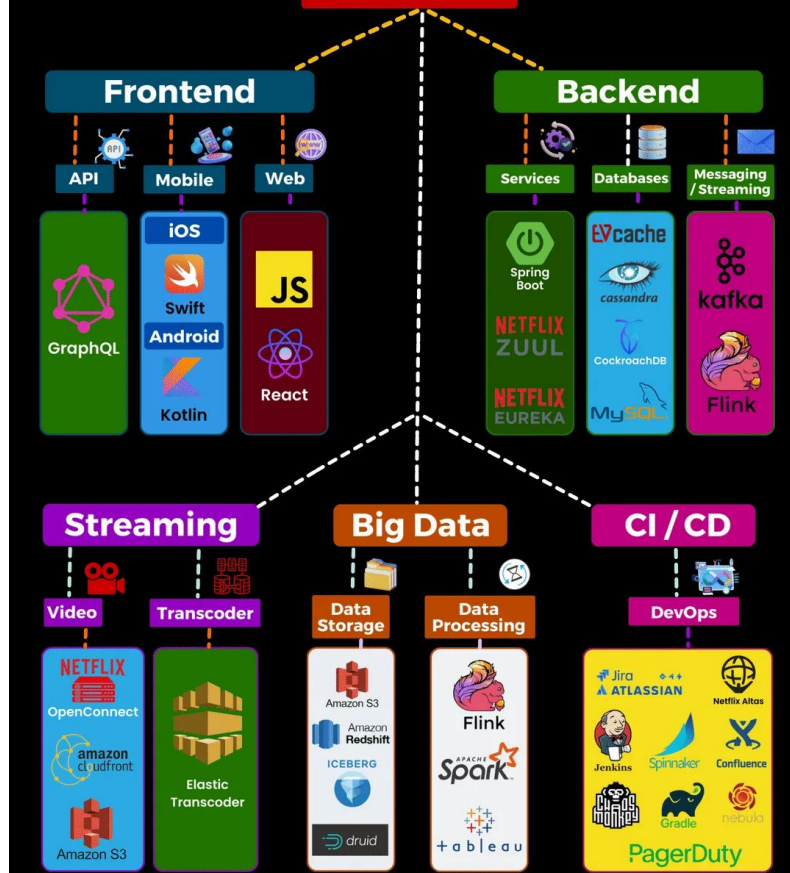 Frontend
Backend
API
API
Mobile
www
Web
Services
Databases
Messaging
/ Streaming
GraphQL
iOS
Swift
Android
Kotlin
JS
React
Spring
Boot
NETFLIX
ZUUL
NETFLIX
EUREKA
EVcache
cassandra
CockroachDB
MySQL
kafka
Flink
Streaming
Big Data
CI / CD
Video
Transcoder
Data
Storage
Data
Processing
DevOps
NETFLIX
OpenConnect
amazon
cloudfront
Amazon S3
Elastic
Transcoder
Amazon S3
Amazon
Redshift
ICEBERG
druid
Flink
APACHE
Spark
+ableau
Jira
ATLASSIAN
Netflix Altas
Jenkins
Spinnaker
Confluence
CHAOS
MONKEY
Gradle
nebula
PagerDuty